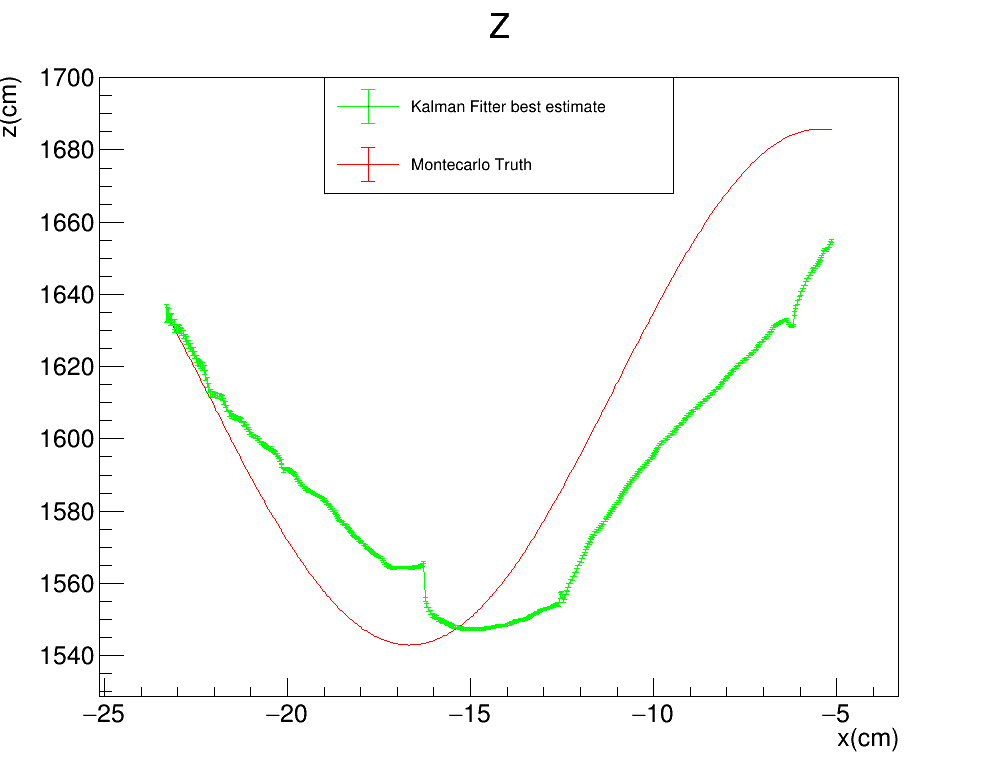 Z
z(cm)
1700
1680
1660
1640
1620
1600
1580
1560
1540
Kalman Fitter best estimate
Montecarlo Truth
−25 −20 −15 −10 −5
x(cm)